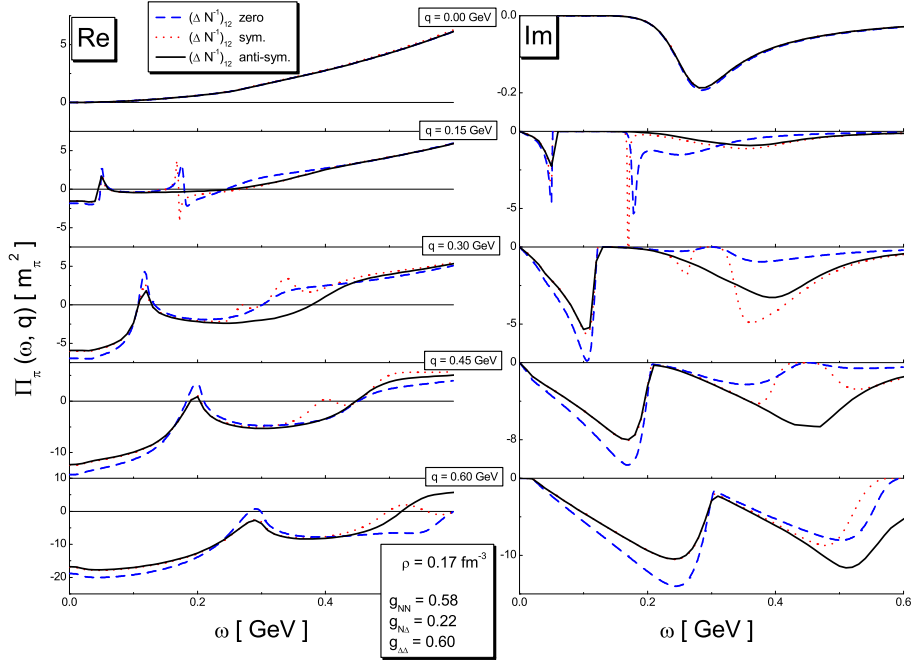 Re
(Δ N⁻¹)₁₂ zero
(Δ N⁻¹)₁₂ sym.
(Δ N⁻¹)₁₂ anti-sym.
q = 0.00 GeV
Im
0.0
5
0
-0.2
q = 0.15 GeV
0
5
0
5
-5
q = 0.30 GeV
0
5
0
5
-5
q = 0.45 GeV
0
0
-10
-8
q = 0.60 GeV
10
0
0
-10
-20
-10
Π_π (ω, q) [ m_π² ]
0.0
0.2
0.4
0.0
0.2
0.4
0.6
ω [ GeV ]
ω [ GeV ]
ρ = 0.17 fm⁻³
g_NN = 0.58
g_NΔ = 0.22
g_ΔΔ = 0.60